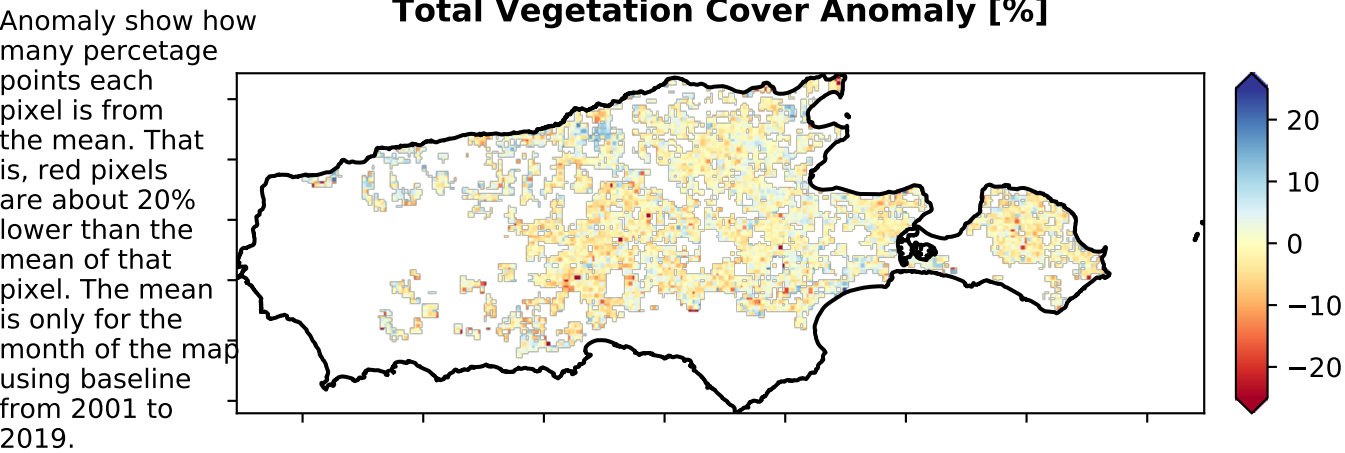 Total Vegetation Cover Anomaly [%]
Anomaly show how
many percetage
points each
pixel is from
the mean. That
is, red pixels
are about 20%
lower than the
mean of that
pixel. The mean
is only for the
month of the map
using baseline
from 2001 to
2019.
20
10
0
−10
−20